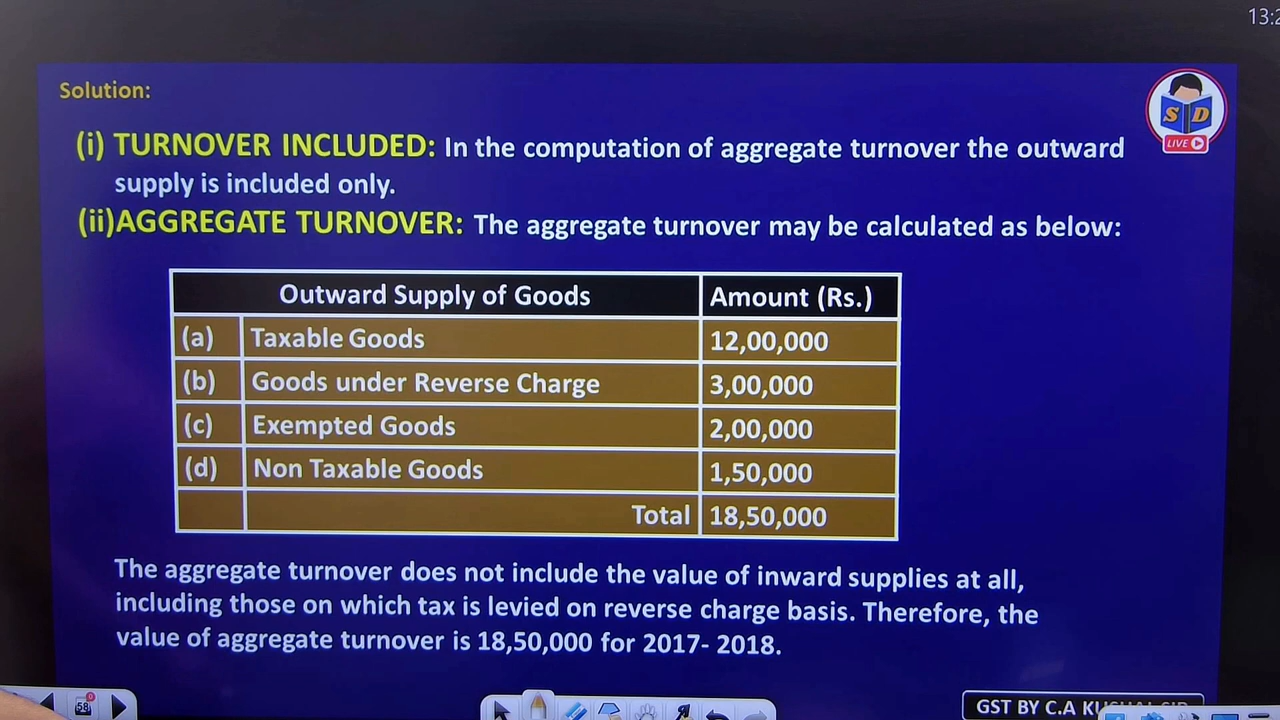 13:2
Solution:
S D
LIVE
(i) TURNOVER INCLUDED: In the computation of aggregate turnover the outward
supply is included only.
(ii)AGGREGATE TURNOVER: The aggregate turnover may be calculated as below:
Outward Supply of Goods Amount (Rs.)
(a) Taxable Goods 12,00,000
(b) Goods under Reverse Charge 3,00,000
(c) Exempted Goods 2,00,000
(d) Non Taxable Goods 1,50,000
Total 18,50,000
The aggregate turnover does not include the value of inward supplies at all,
including those on which tax is levied on reverse charge basis. Therefore, the
value of aggregate turnover is 18,50,000 for 2017- 2018.
58
GST BY C.A